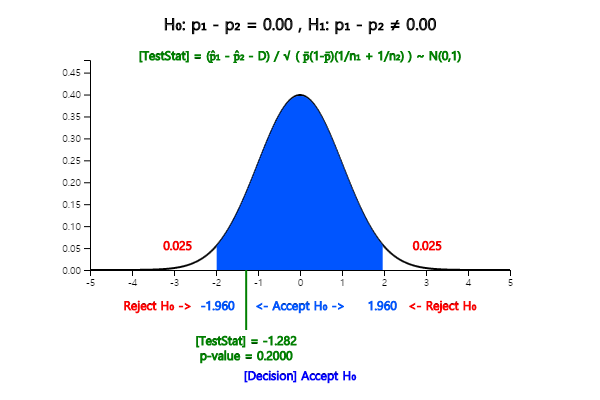 H₀: p₁ - p₂ = 0.00 , H₁: p₁ - p₂ ≠ 0.00
[TestStat] = (p̂₁ - p̂₂ - D) / √ ( p̄(1-p̄)(1/n₁ + 1/n₂) ) ~ N(0,1)
0.45
0.40
0.35
0.30
0.25
0.20
0.15
0.10
0.05
0.00
0.025
0.025
-5 -4 -3 -2 -1 0 1 2 3 4 5
Reject H₀ -> -1.960 <- Accept H₀ -> 1.960 <- Reject H₀
[TestStat] = -1.282
p-value = 0.2000
[Decision] Accept H₀